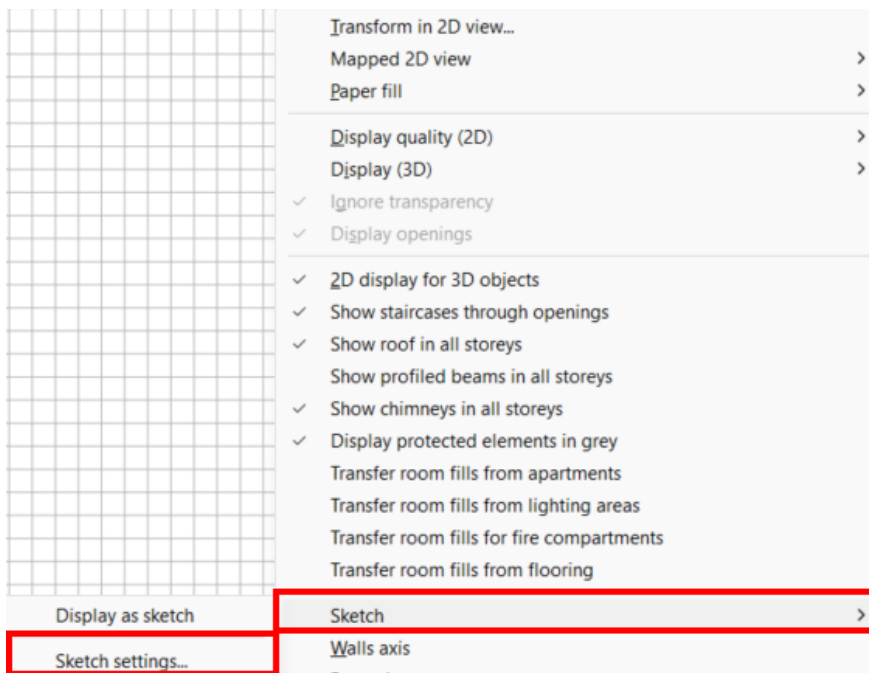 Transform in 2D view...
Mapped 2D view
Paper fill
Display quality (2D)
Display (3D)
Ignore transparency
Display openings
2D display for 3D objects
Show staircases through openings
Show roof in all storeys
Show profiled beams in all storeys
Show chimneys in all storeys
Display protected elements in grey
Transfer room fills from apartments
Transfer room fills from lighting areas
Transfer room fills for fire compartments
Transfer room fills from flooring
Display as sketch
Sketch
Walls axis
Sketch settings...